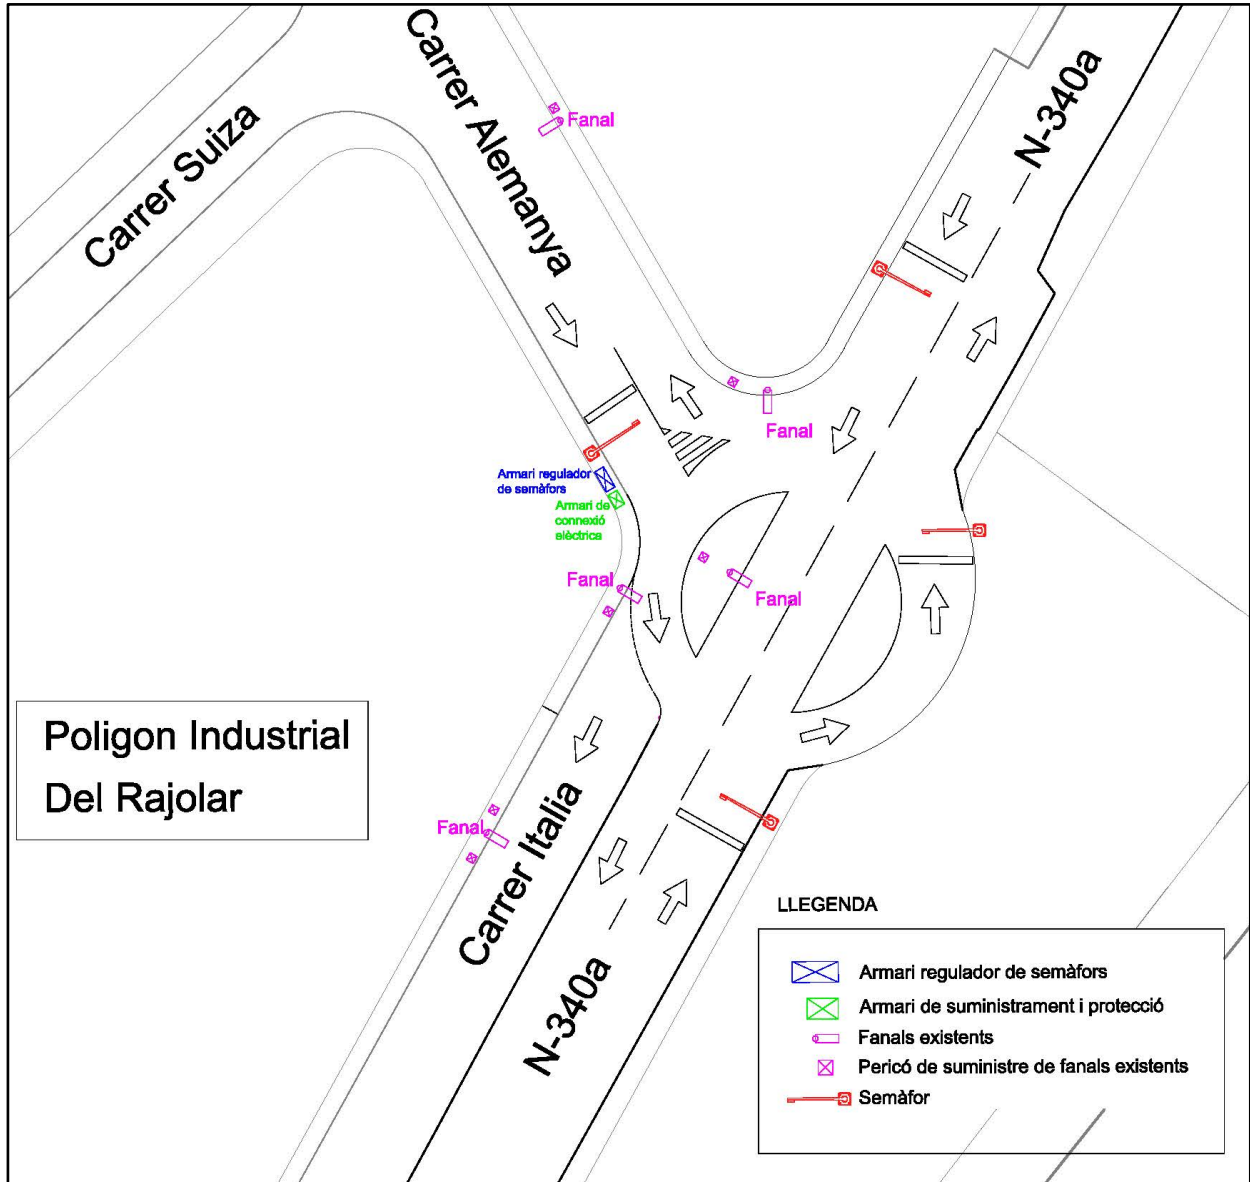 Carrer Alemanya
Fanal
N-340a
Carrer Suiza
Fanal
Armari regulador
de semàfors
Armari de
connexió
elèctrica
Fanal
Fanal
Poligon Industrial
Del Rajolar
Fanal
Carrer Italia
N-340a
LLEGENDA
Armari regulador de semàfors
Armari de suministrament i protecció
Fanals existents
Pericó de suministre de fanals existents
Semàfor